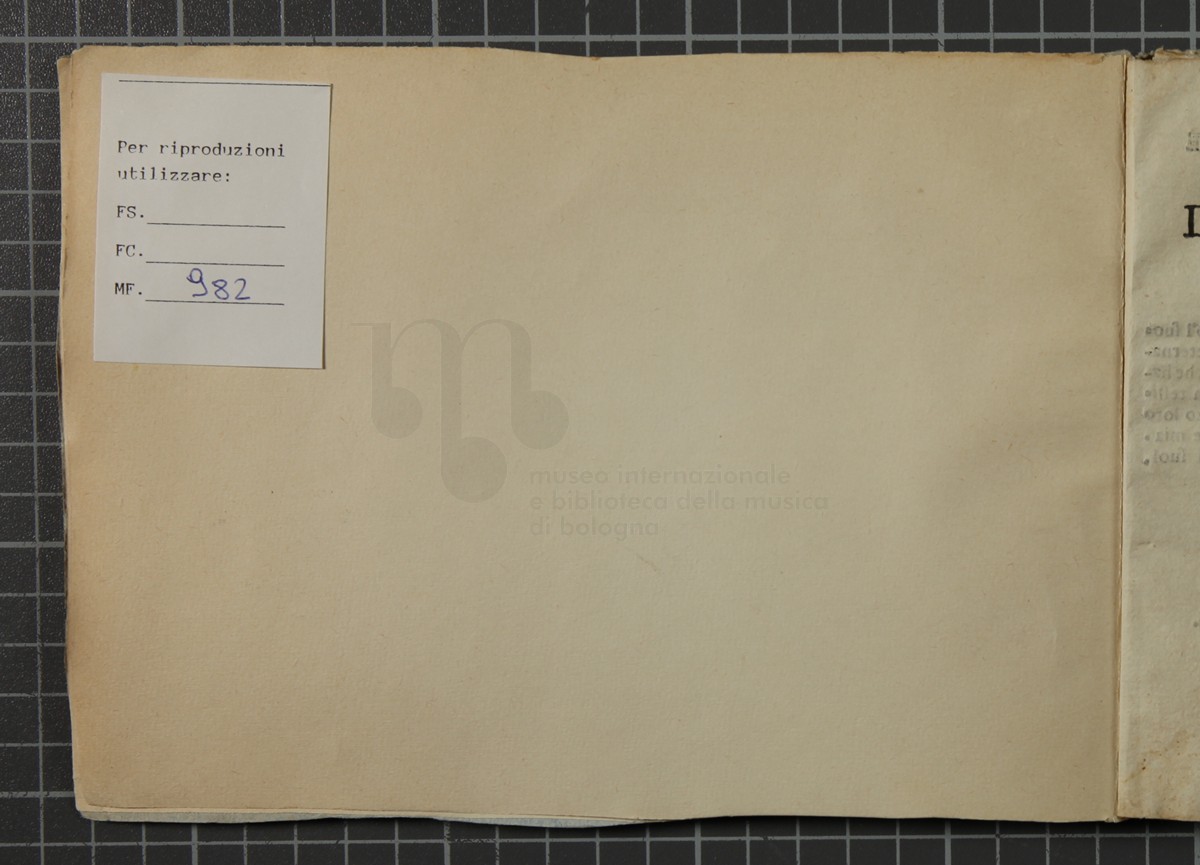 Per riproduzioni
utilizzare:
FS.
FC.
MF. 982
museo internazionale
e biblioteca della musica
di bologna